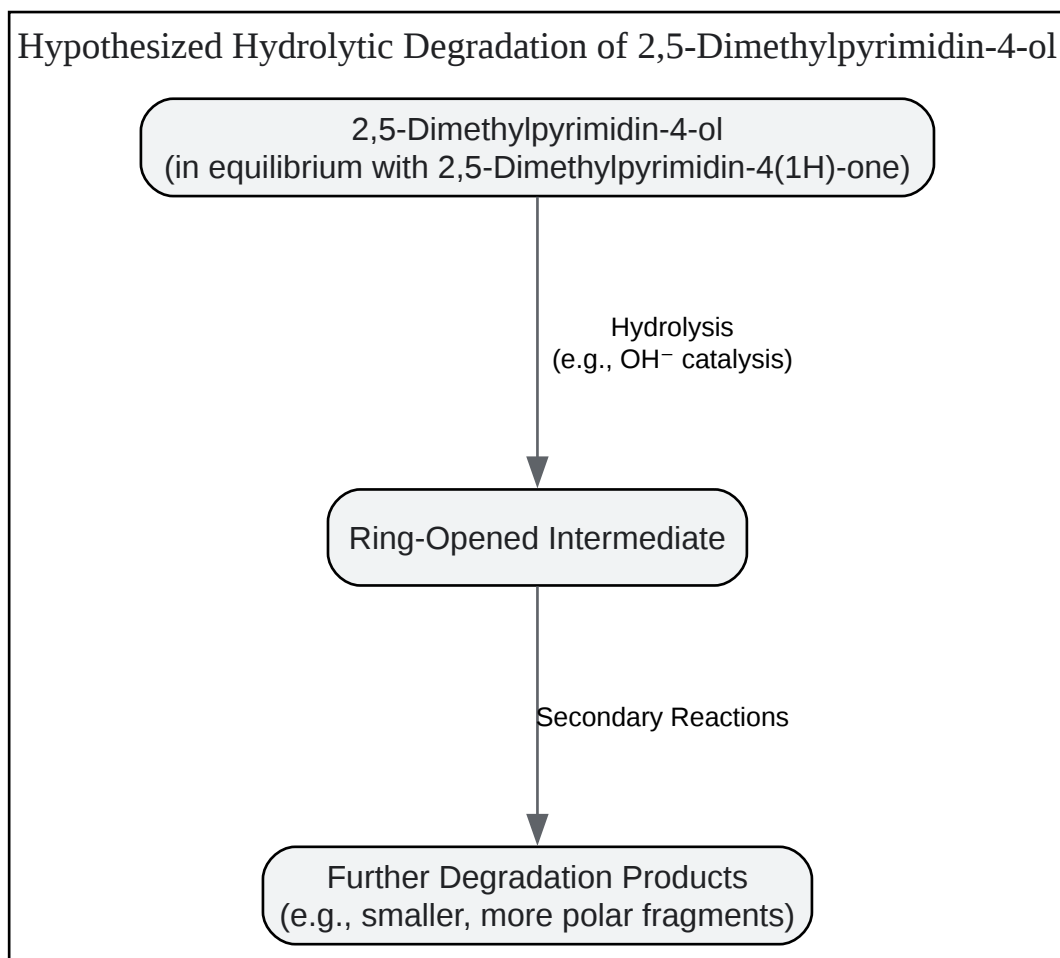 Hypothesized Hydrolytic Degradation of 2,5-Dimethylpyrimidin-4-ol
2,5-Dimethylpyrimidin-4-ol
(in equilibrium with 2,5-Dimethylpyrimidin-4(1H)-one)
Hydrolysis
(e.g., OH⁻ catalysis)
Ring-Opened Intermediate
Secondary Reactions
Further Degradation Products
(e.g., smaller, more polar fragments)